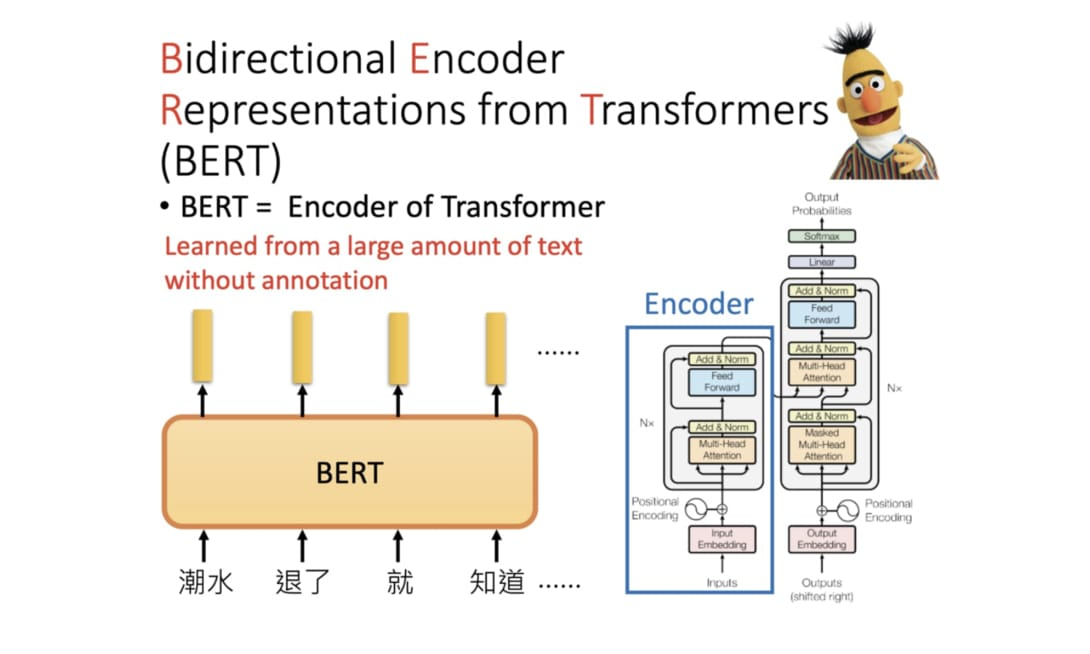 Bidirectional Encoder
Representations from Transformers
(BERT)
• BERT = Encoder of Transformer
Learned from a large amount of text
without annotation
......
BERT
潮水 退了 就 知道 ......
Encoder
Add & Norm
Feed
Forward
Add & Norm
Multi-Head
Attention
Nx
Positional
Encoding
Input
Embedding
Inputs
Output
Probabilities
Softmax
Linear
Add & Norm
Feed
Forward
Add & Norm
Multi-Head
Attention
Nx
Add & Norm
Masked
Multi-Head
Attention
Positional
Encoding
Output
Embedding
Outputs
(shifted right)